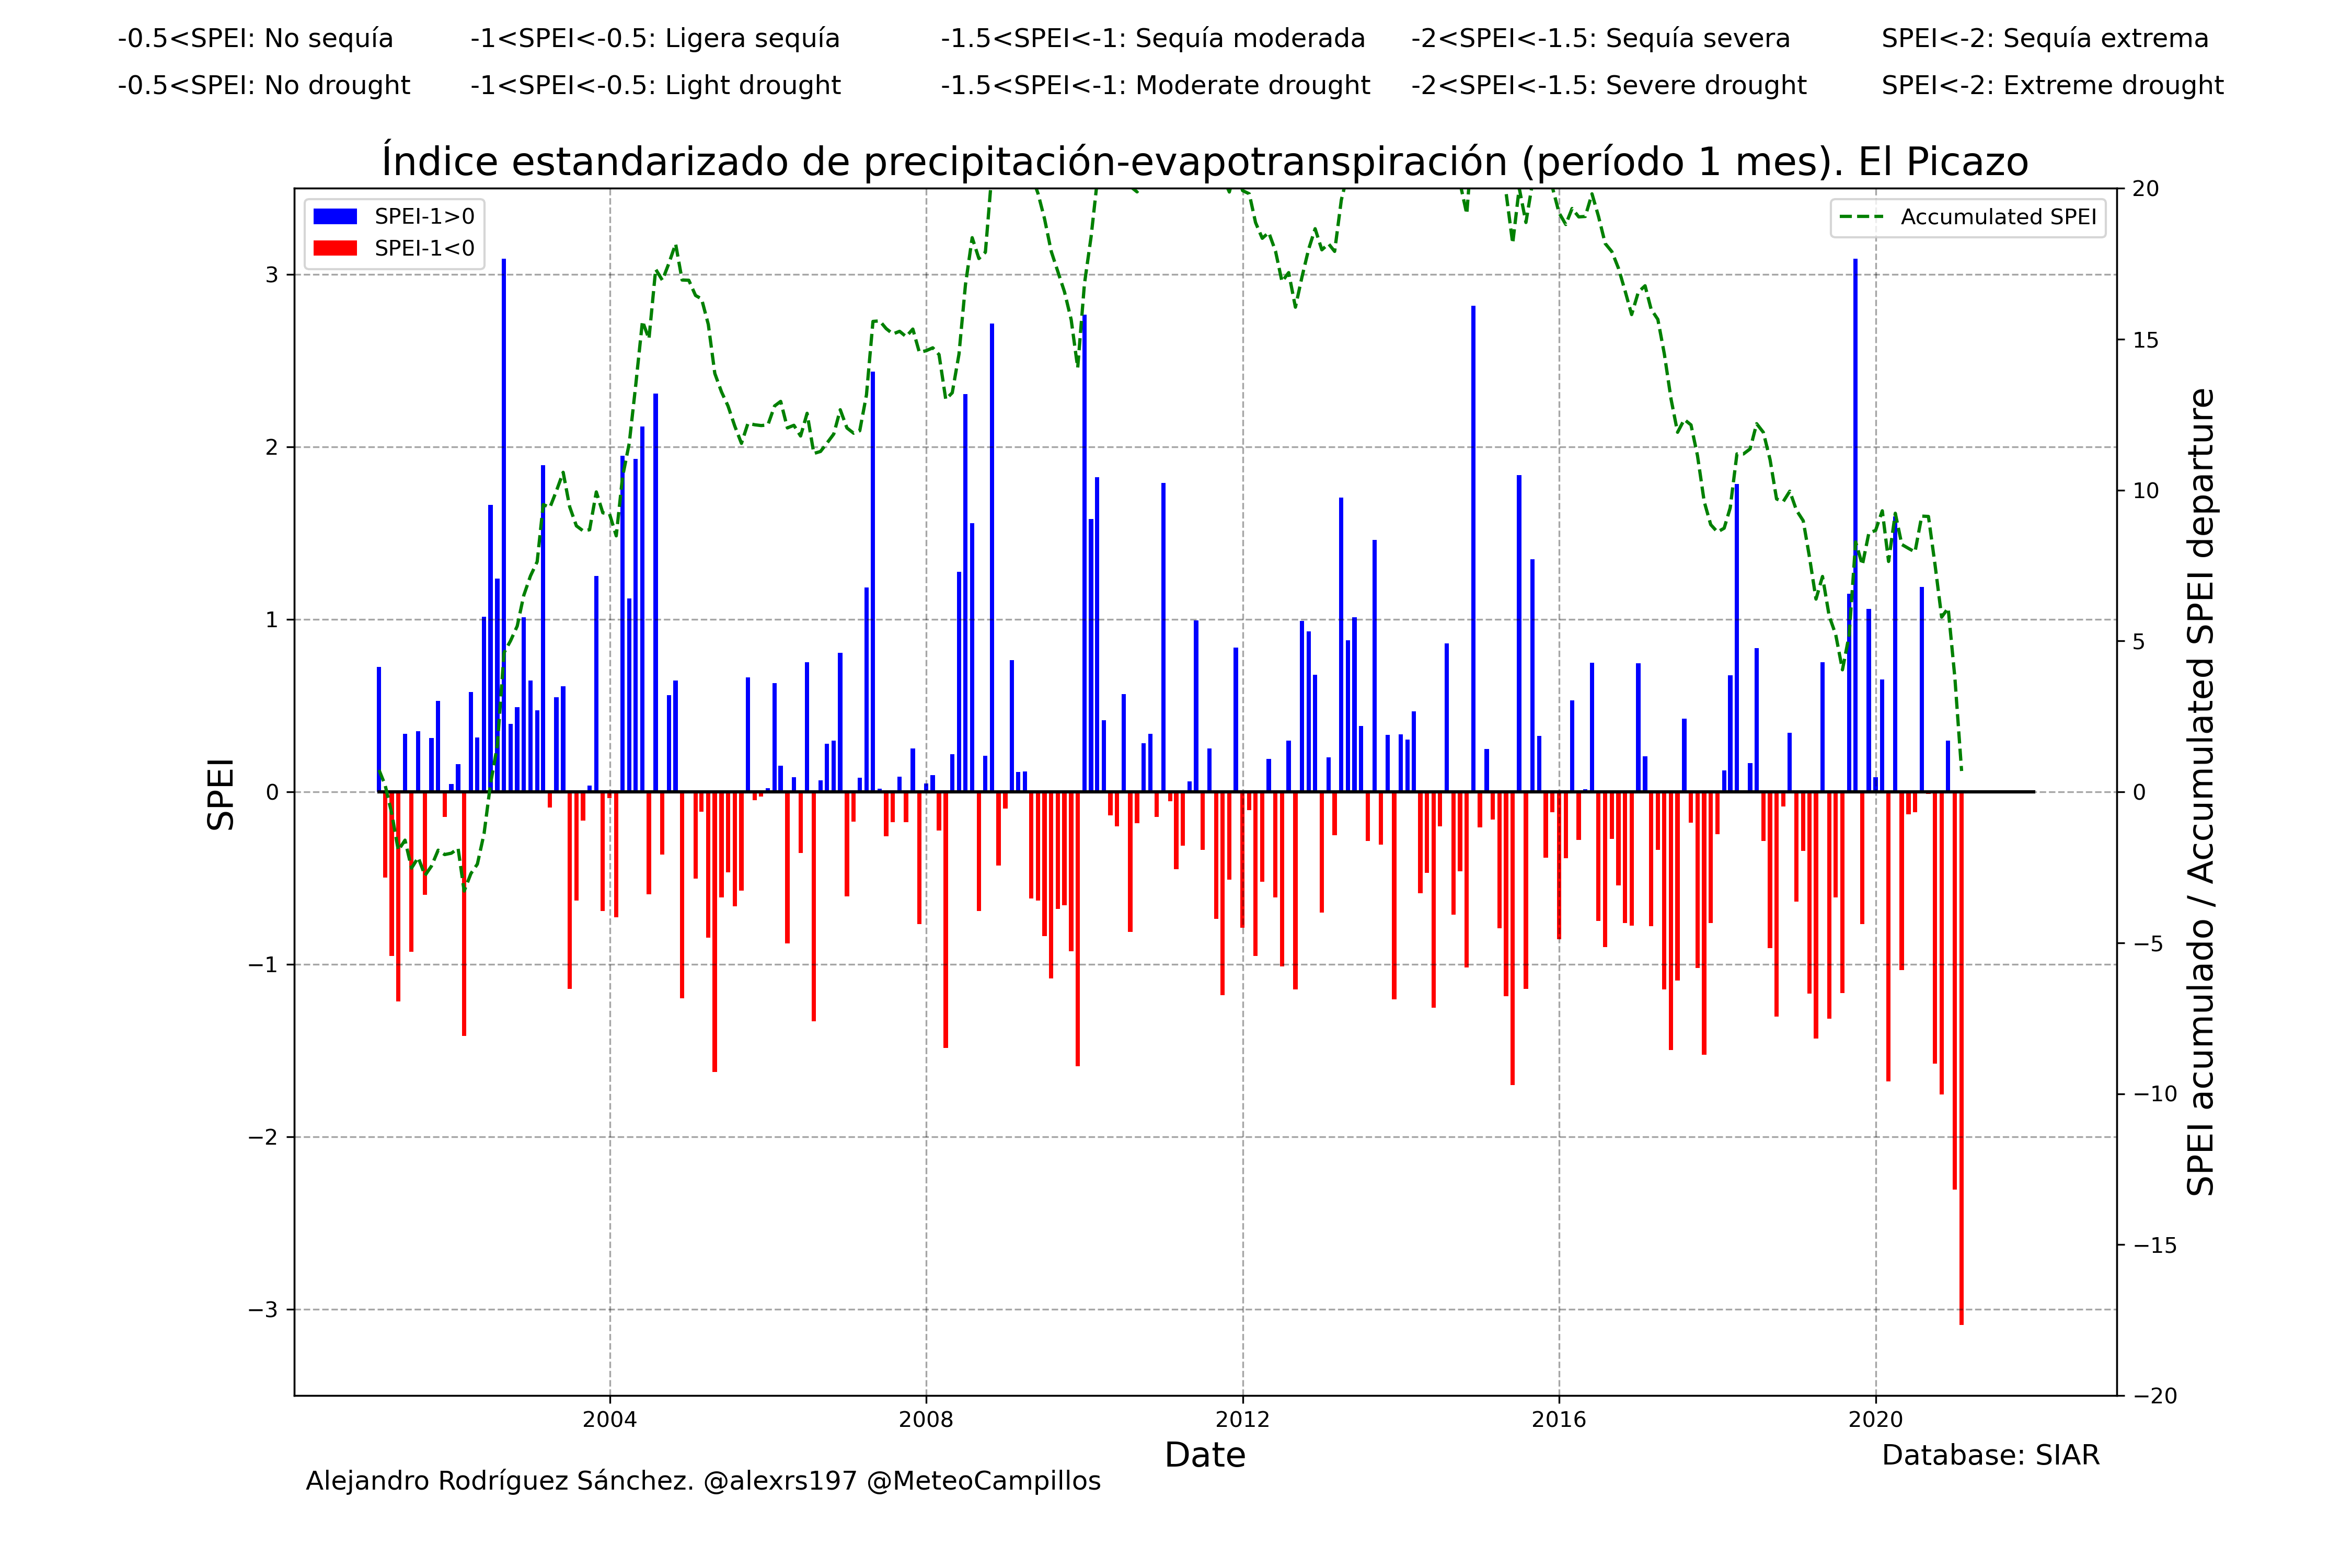 -0.5<SPEI: No sequía -1<SPEI<-0.5: Ligera sequía -1.5<SPEI<-1: Sequía moderada -2<SPEI<-1.5: Sequía severa SPEI<-2: Sequía extrema
-0.5<SPEI: No drought -1<SPEI<-0.5: Light drought -1.5<SPEI<-1: Moderate drought -2<SPEI<-1.5: Severe drought SPEI<-2: Extreme drought
Índice estandarizado de precipitación-evapotranspiración (período 1 mes). El Picazo
SPEI-1>0
SPEI-1<0
Accumulated SPEI
SPEI
3
2
1
0
−1
−2
−3
20
15
10
5
0
−5
−10
−15
−20
SPEI acumulado / Accumulated SPEI departure
2004 2008 2012 2016 2020
Date
Database: SIAR
Alejandro Rodríguez Sánchez. @alexrs197 @MeteoCampillos